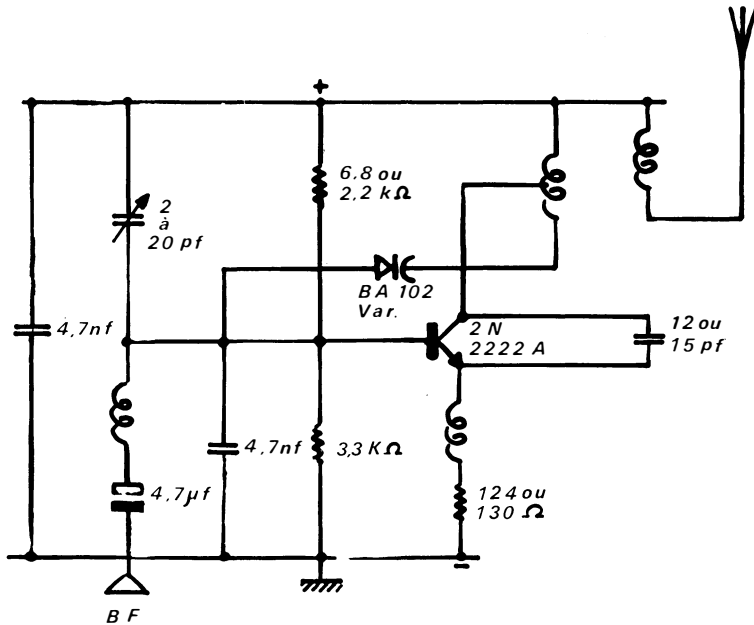 +
6,8 ou
2,2 kΩ
2
à
20 pf
BA 102
Var.
4,7nf
2 N
2222 A
12 ou
15 pf
4,7nf
3,3 KΩ
4,7µf
124 ou
130 Ω
−
BF